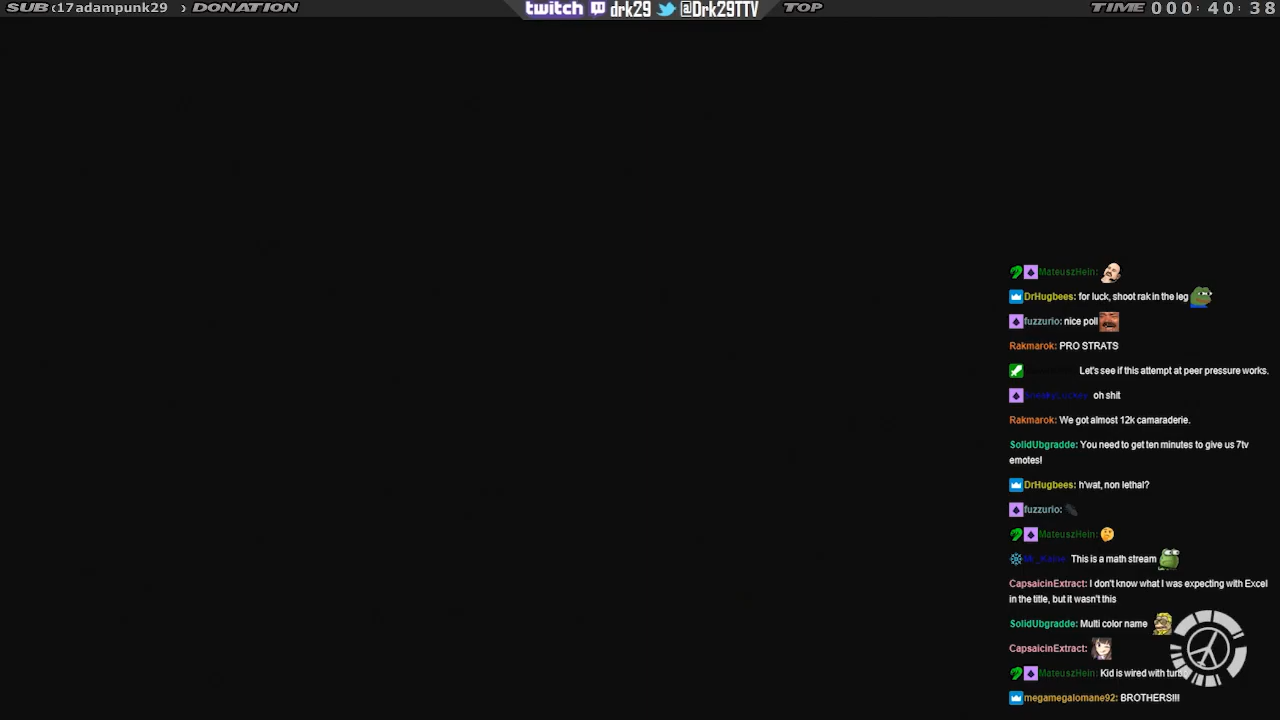 SUB (17adampunk29 ) DONATION
twitch drk29 @Drk29TTV
TOP
TIME 000:40:38
MateuszHein:
DrHugbees: for luck, shoot rak in the leg
fuzzurio: nice poll
Rakmarok: PRO STRATS
Let's see if this attempt at peer pressure works.
oh shit
Rakmarok: We got almost 12k camaraderie.
SolidUbgradde: You need to get ten minutes to give us 7tv
emotes!
DrHugbees: h'wat, non lethal?
fuzzurio:
MateuszHein:
This is a math stream
CapsaicinExtract: I don't know what I was expecting with Excel
in the title, but it wasn't this
SolidUbgradde: Multi color name
CapsaicinExtract:
MateuszHein: Kid is wired with
megamegalomane92: BROTHERS!!!